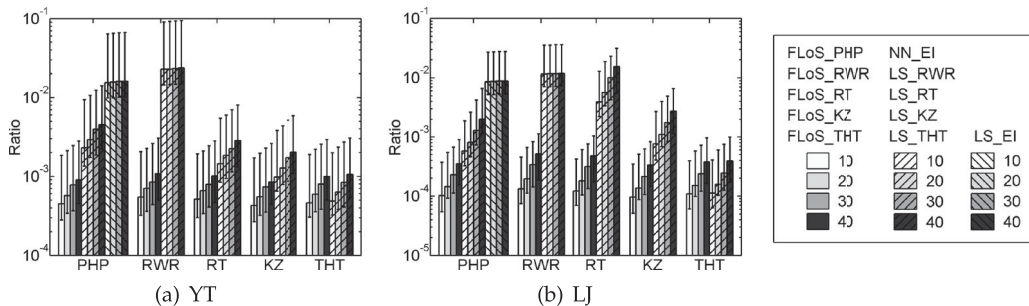 10⁻¹
10⁻²
10⁻³
10⁻⁴
Ratio
PHP RWR RT KZ THT
(a) YT
10⁻¹
10⁻²
10⁻³
10⁻⁴
10⁻⁵
Ratio
PHP RWR RT KZ THT
(b) LJ
FLoS_PHP NN_EI
FLoS_RWR LS_RWR
FLoS_RT LS_RT
FLoS_KZ LS_KZ
FLoS_THT LS_THT LS_EI
10 10 10
20 20 20
30 30 30
40 40 40